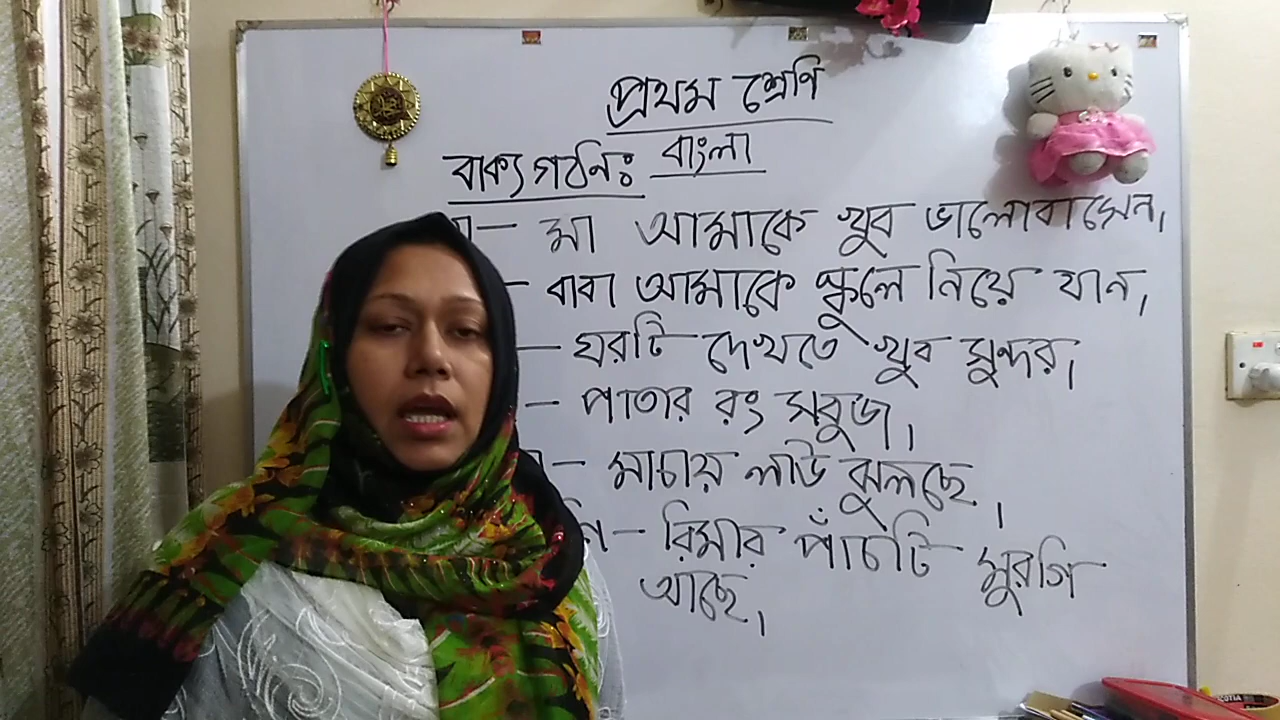 প্রথম শ্রেণি
বাংলা
বাক্য গঠনঃ
— মা আমাকে খুব ভালোবাসেন।
— বাবা আমাকে স্কুলে নিয়ে যান।
— ঘরটি দেখতে খুব সুন্দর।
— পাতার রং সবুজ।
— মাচায় লাউ ঝুলছে।
— রিমার পাঁচটি মুরগি
আছে।